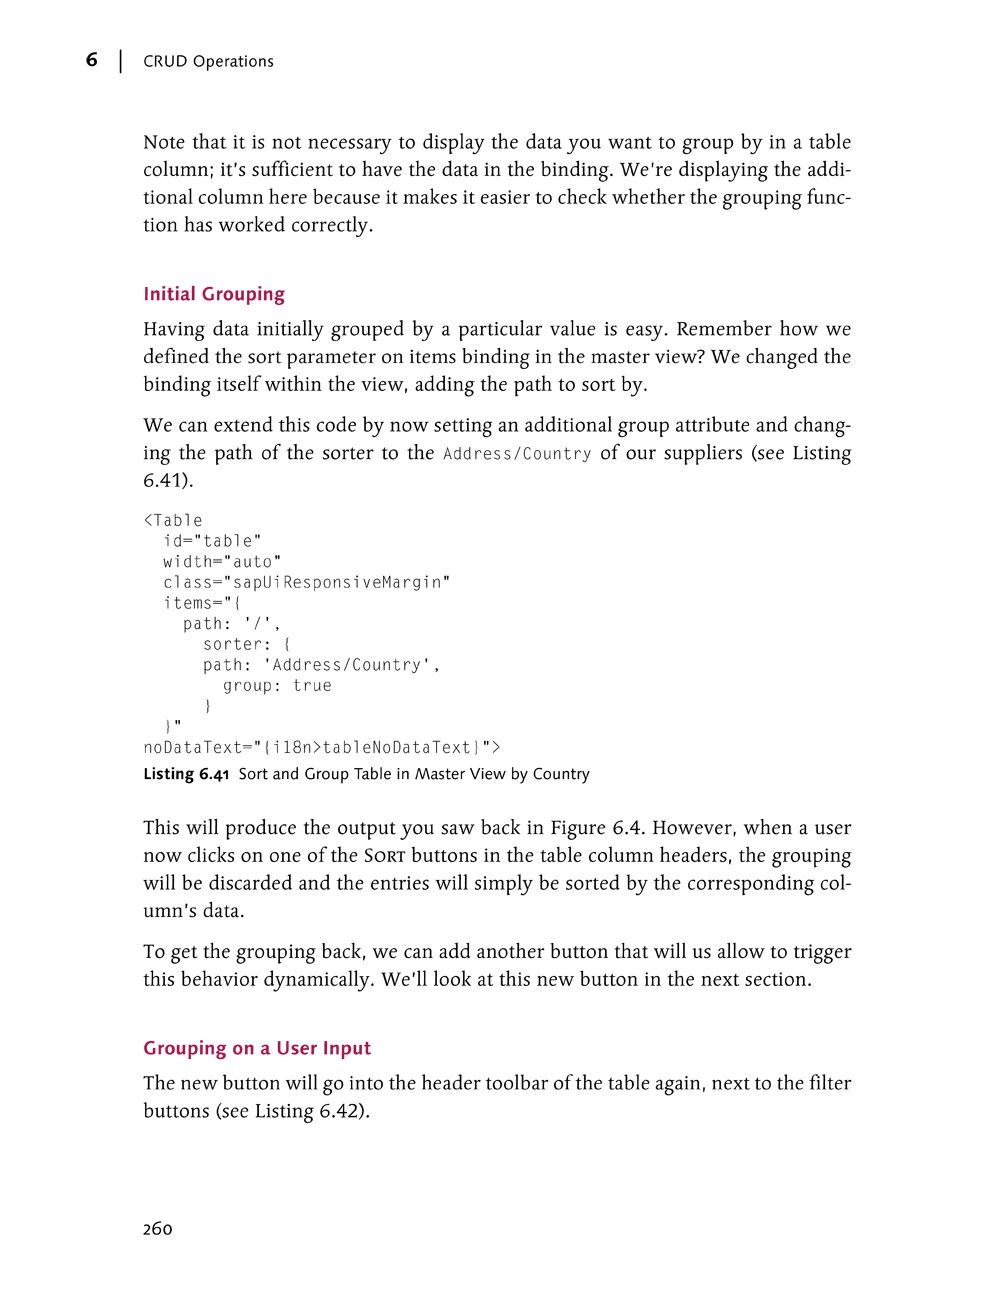 6 | CRUD Operations
Note that it is not necessary to display the data you want to group by in a table
column; it's sufficient to have the data in the binding. We're displaying the addi-
tional column here because it makes it easier to check whether the grouping func-
tion has worked correctly.
Initial Grouping
Having data initially grouped by a particular value is easy. Remember how we
defined the sort parameter on items binding in the master view? We changed the
binding itself within the view, adding the path to sort by.
We can extend this code by now setting an additional group attribute and chang-
ing the path of the sorter to the Address/Country of our suppliers (see Listing
6.41).
<Table
  id="table"
  width="auto"
  class="sapUiResponsiveMargin"
  items="{
    path: '/',
      sorter: {
      path: 'Address/Country',
        group: true
      }
  }"
noDataText="{i18n>tableNoDataText}">
Listing 6.41 Sort and Group Table in Master View by Country
This will produce the output you saw back in Figure 6.4. However, when a user
now clicks on one of the SORT buttons in the table column headers, the grouping
will be discarded and the entries will simply be sorted by the corresponding col-
umn's data.
To get the grouping back, we can add another button that will us allow to trigger
this behavior dynamically. We'll look at this new button in the next section.
Grouping on a User Input
The new button will go into the header toolbar of the table again, next to the filter
buttons (see Listing 6.42).
260